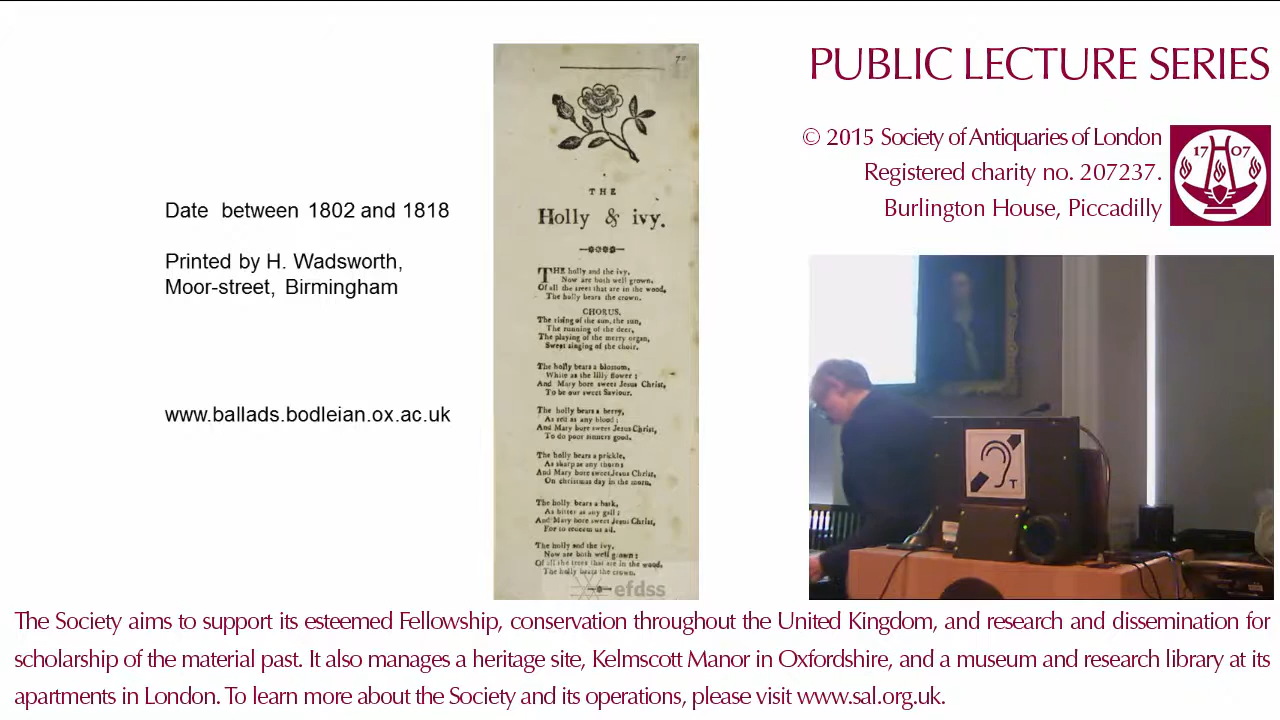 Date between 1802 and 1818
Printed by H. Wadsworth,
Moor-street, Birmingham
www.ballads.bodleian.ox.ac.uk
THE
Holly & ivy.
THE holly and the ivy,
Now are both well grown,
Of all the trees that are in the wood,
The holly bears the crown.
CHORUS.
The rising of the sun, the sun,
The running of the deer,
The playing of the merry organ,
Sweet singing of the choir.
The holly bears a blossom,
White as the lilly flower ;
And Mary bore sweet Jesus Christ,
To be our sweet Saviour.
The holly bears a berry,
As red as any blood ;
And Mary bore sweet Jesus Christ,
To do poor sinners good.
The holly bears a prickle,
As sharp as any thorn ;
And Mary bore sweet Jesus Christ,
On christmas day in the morn.
The holly bears a bark,
As bitter as any gall ;
And Mary bore sweet Jesus Christ,
For to redeem us all.
The holly and the ivy,
Now are both well grown ;
Of all the trees that are in the wood,
The holly bears the crown.
efdss
PUBLIC LECTURE SERIES
© 2015 Society of Antiquaries of London
Registered charity no. 207237.
Burlington House, Piccadilly
17 07
T
The Society aims to support its esteemed Fellowship, conservation throughout the United Kingdom, and research and dissemination for
scholarship of the material past. It also manages a heritage site, Kelmscott Manor in Oxfordshire, and a museum and research library at its
apartments in London. To learn more about the Society and its operations, please visit www.sal.org.uk.